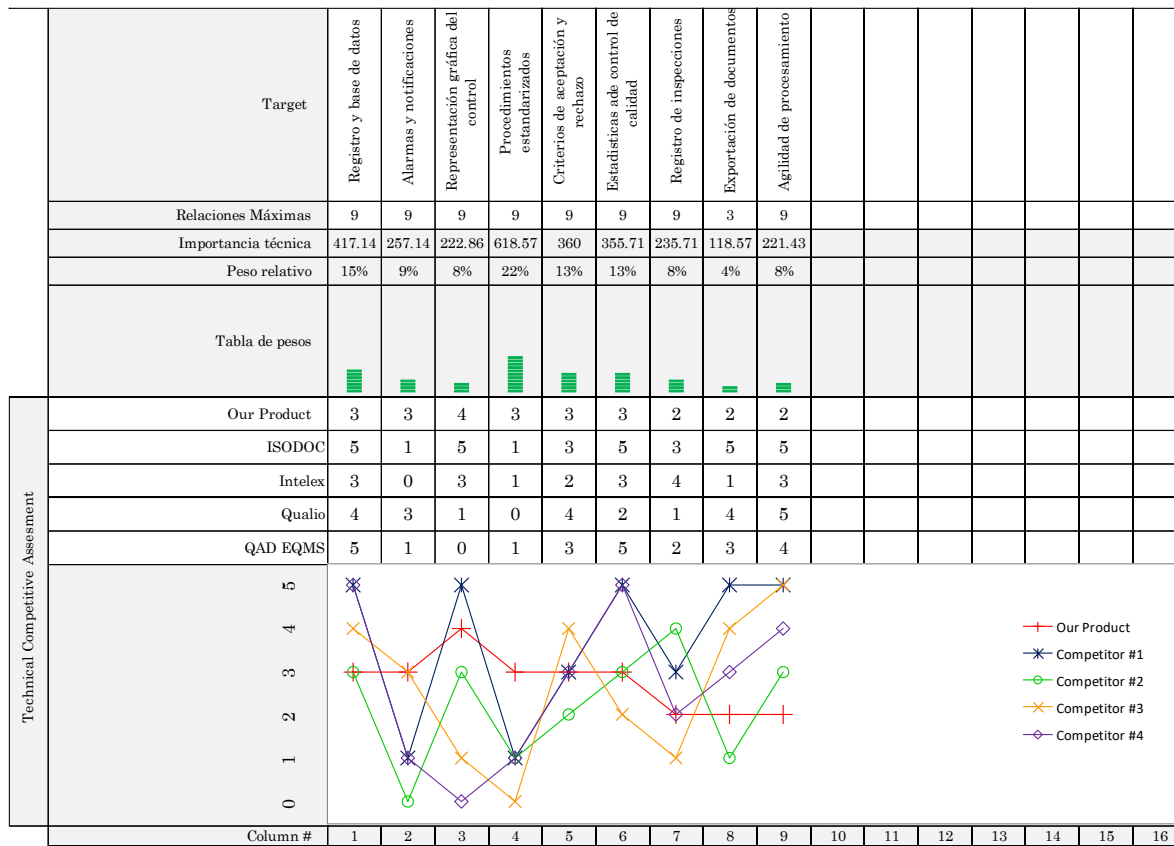 Target
Registro y base de datos
Alarmas y notificaciones
Representación gráfica del
control
Procedimientos
estandarizados
Criterios de aceptación y
rechazo
Estadísticas ade control de
calidad
Registro de inspecciones
Exportación de documentos
Agilidad de procesamiento
Relaciones Máximas 9 9 9 9 9 9 9 3 9
Importancia técnica 417.14 257.14 222.86 618.57 360 355.71 235.71 118.57 221.43
Peso relativo 15% 9% 8% 22% 13% 13% 8% 4% 8%
Tabla de pesos
Technical Competitive Assesment
Our Product 3 3 4 3 3 3 2 2 2
ISODOC 5 1 5 1 3 5 3 5 5
Intelex 3 0 3 1 2 3 4 1 3
Qualio 4 3 1 0 4 2 1 4 5
QAD EQMS 5 1 0 1 3 5 2 3 4
5
4
3
2
1
0
Our Product
Competitor #1
Competitor #2
Competitor #3
Competitor #4
Column # 1 2 3 4 5 6 7 8 9 10 11 12 13 14 15 16